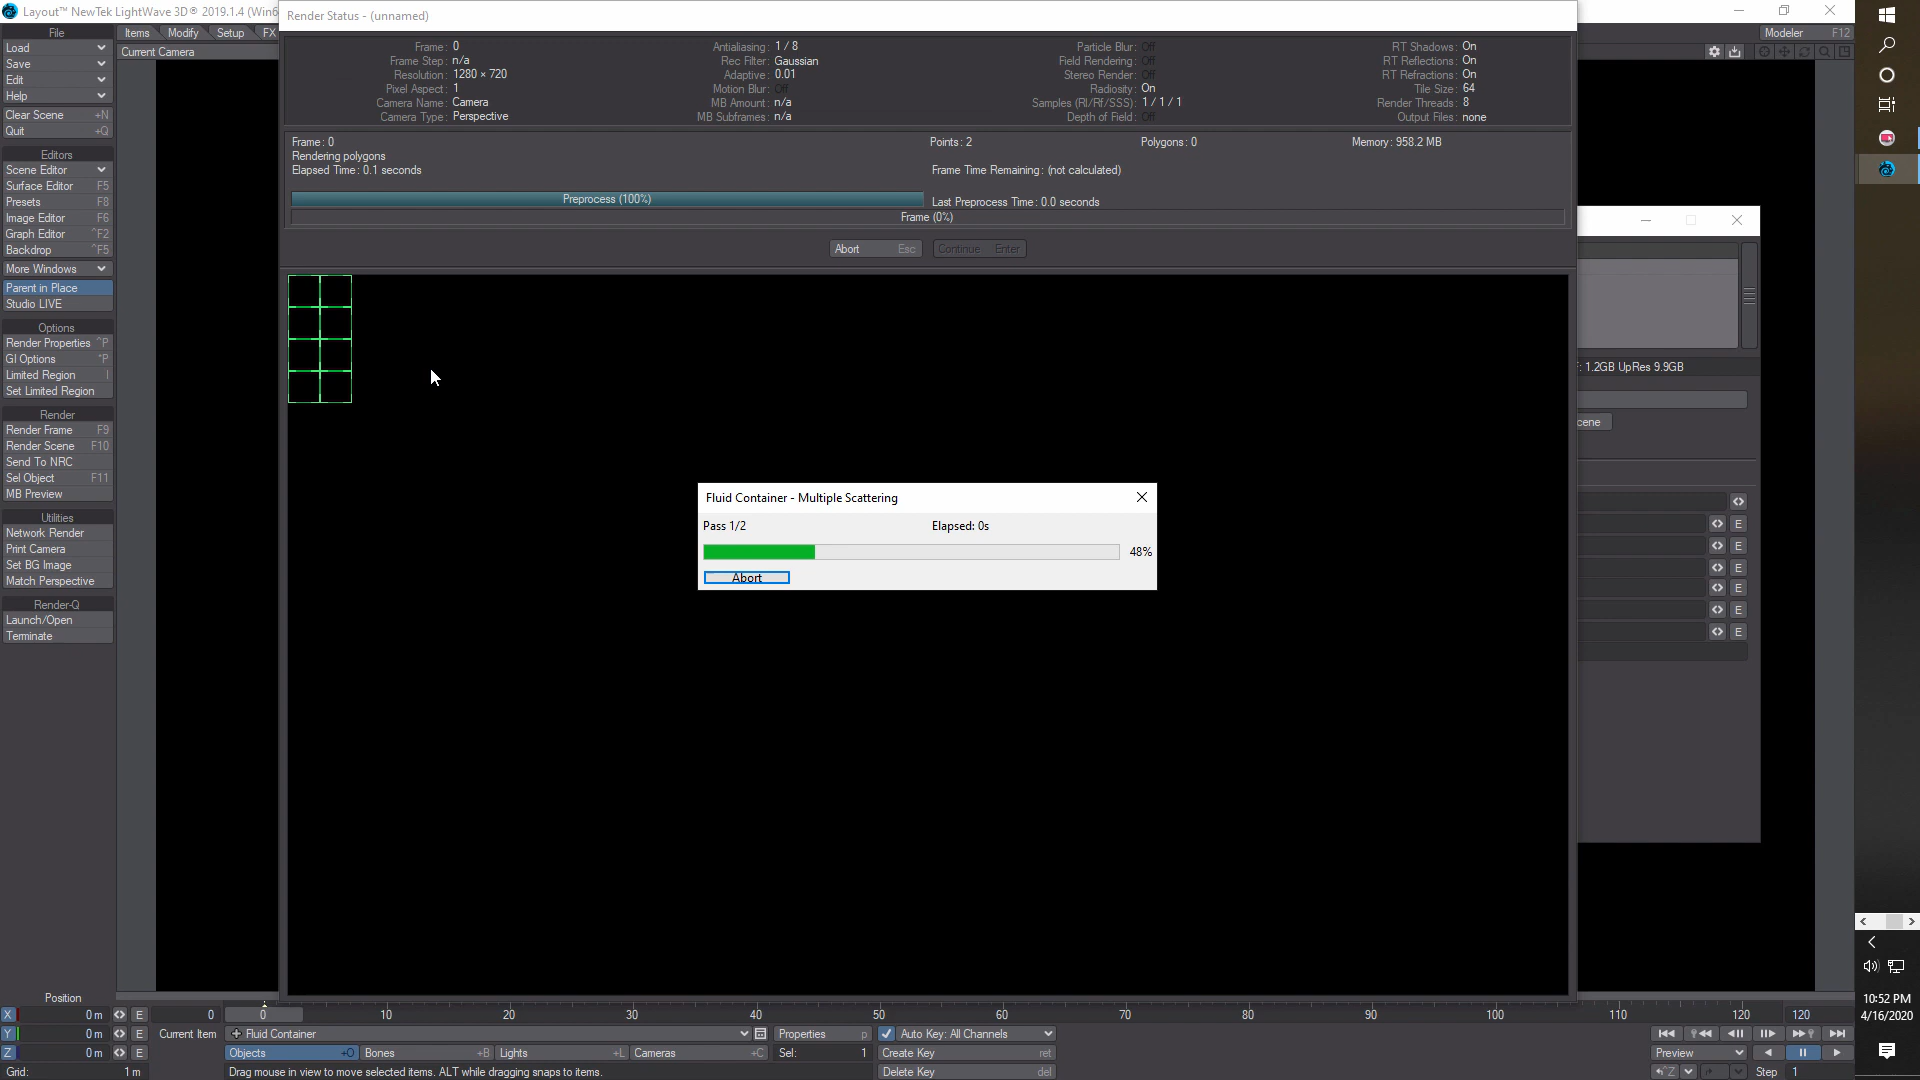 Layout™ NewTek LightWave 3D® 2019.1.4 (Win6
Render Status - (unnamed)
File
Items Modify Setup FX
Modeler F12
Load
Current Camera
Save
Edit
Help
Clear Scene +N
Quit +Q
Frame: 0
Frame Step: n/a
Resolution: 1280 × 720
Pixel Aspect: 1
Camera Name: Camera
Camera Type: Perspective
Antialiasing: 1 / 8
Rec Filter: Gaussian
Adaptive: 0.01
Motion Blur: Off
MB Amount: n/a
MB Subframes: n/a
Particle Blur: Off
Field Rendering: Off
Stereo Render: Off
Radiosity: On
Samples (Rl/Rf/SSS): 1 / 1 / 1
Depth of Field: Off
RT Shadows: On
RT Reflections: On
RT Refractions: On
Tile Size: 64
Render Threads: 8
Output Files: none
Frame: 0 Points: 2 Polygons: 0 Memory: 958.2 MB
Rendering polygons
Elapsed Time: 0.1 seconds Frame Time Remaining: (not calculated)
Preprocess (100%) Last Preprocess Time: 0.0 seconds
Frame (0%)
Abort Esc Continue Enter
Editors
Scene Editor
Surface Editor F5
Presets F8
Image Editor F6
Graph Editor ^F2
Backdrop ^F5
More Windows
Parent in Place
Studio LIVE
Options
Render Properties ^P
GI Options "P
Limited Region l
Set Limited Region
Render
Render Frame F9
Render Scene F10
Send To NRC
Sel Object F11
MB Preview
Utilities
Network Render
Print Camera
Set BG Image
Match Perspective
Render-Q
Launch/Open
Terminate
: 1.2GB UpRes 9.9GB
cene
E
E
E
E
E
E
Fluid Container - Multiple Scattering
Pass 1/2 Elapsed: 0s
48%
Abort
Position
X 0 m E 0
0 10 20 30 40 50 60 70 80 90 100 110 120 120
Y 0 m E Current Item Fluid Container Properties p Auto Key: All Channels
Z 0 m E Objects +O Bones +B Lights +L Cameras +C Sel: 1 Create Key ret Preview
Grid: 1 m Drag mouse in view to move selected items. ALT while dragging snaps to items. Delete Key del ^Z Step 1
10:52 PM
4/16/2020